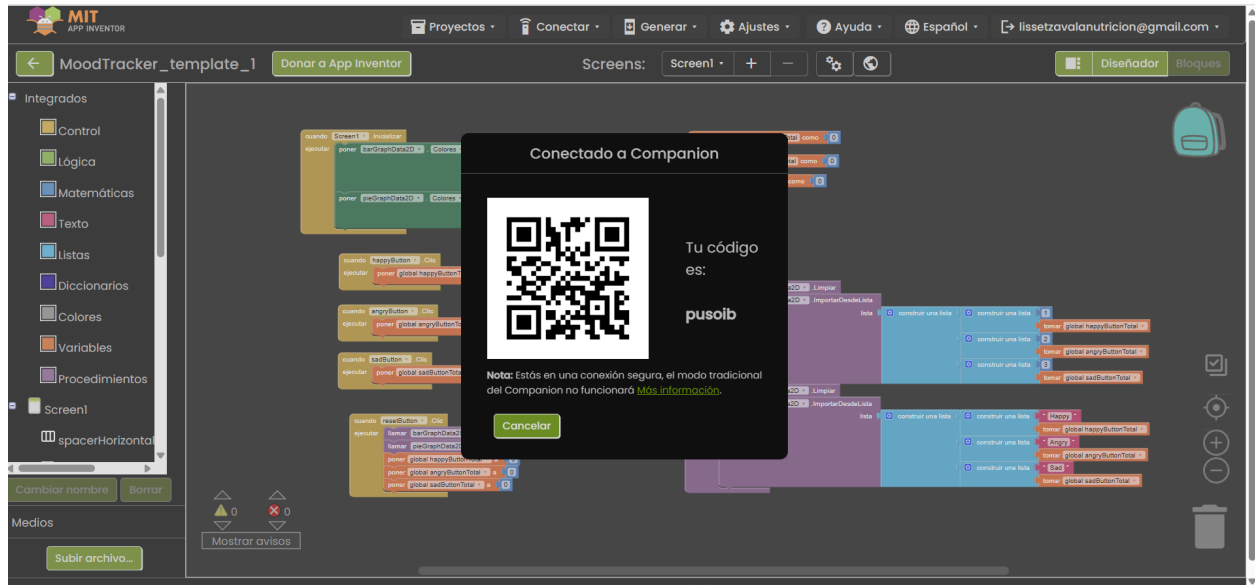 MIT
APP INVENTOR
Proyectos
Conectar
Generar
Ajustes
Ayuda
Español
lissetzavalanutricion@gmail.com
MoodTracker_template_1
Donar a App Inventor
Screens:
Screen1
Diseñador
Bloques
Integrados
Control
Lógica
Matemáticas
Texto
Listas
Diccionarios
Colores
Variables
Procedimientos
Screen1
spacerHorizontal
Cambiar nombre
Borrar
Medios
Subir archivo...
cuando Screen1 .Inicializar
ejecutar poner barGraphData2D . Colores
poner pieGraphData2D . Colores
cuando happyButton .Clic
ejecutar poner global happyButtonT
cuando angryButton .Clic
ejecutar poner global angryButtonTo
cuando sadButton .Clic
ejecutar poner global sadButtonTotal
cuando resetButton .Clic
ejecutar llamar barGraphData2
llamar pieGraphData2
poner global happyButtonTotal a 0
poner global angryButtonTotal a 0
poner global sadButtonTotal a 0
Conectado a Companion
Tu código
es:
pusoib
Nota: Estás en una conexión segura, el modo tradicional
del Companion no funcionará Más información.
Cancelar
como 0
como 0
como 0
.Limpiar
.ImportarDesdeLista
lista construir una lista construir una lista 1
tomar global happyButtonTotal
construir una lista 2
tomar global angryButtonTotal
construir una lista 3
tomar global sadButtonTotal
.Limpiar
.ImportarDesdeLista
lista construir una lista construir una lista " Happy "
tomar global happyButtonTotal
construir una lista " Angry "
tomar global angryButtonTotal
construir una lista " Sad "
tomar global sadButtonTotal
0
0
Mostrar avisos